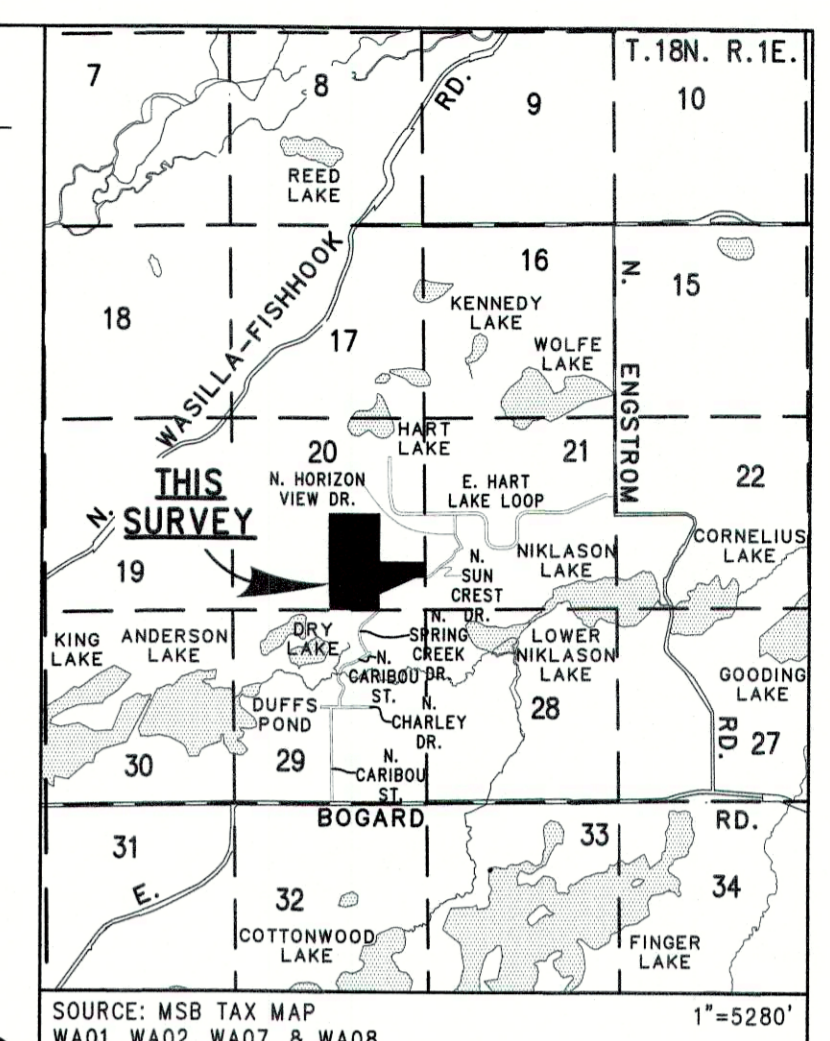 T.18N. R.1E.
7
8
9
10
RD.
REED
LAKE
WASILLA-FISHHOOK
N.
18
17
16
15
KENNEDY
LAKE
WOLFE
LAKE
N.
ENGSTROM
RD.
HART
LAKE
20
21
22
N. HORIZON
VIEW DR.
E. HART
LAKE LOOP
THIS
SURVEY
19
N.
SUN
CREST
DR.
NIKLASON
LAKE
CORNELIUS
LAKE
KING
LAKE
ANDERSON
LAKE
DRY
LAKE
N.
SPRING
CREEK
DR.
LOWER
NIKLASON
LAKE
GOODING
LAKE
N.
CARIBOU
ST.
DUFFS
POND
N.
CHARLEY
DR.
30
29
28
27
N.
CARIBOU
ST.
E.
BOGARD
RD.
31
32
33
34
COTTONWOOD
LAKE
FINGER
LAKE
SOURCE: MSB TAX MAP
WA01, WA02, WA07, & WA08
1"=5280'